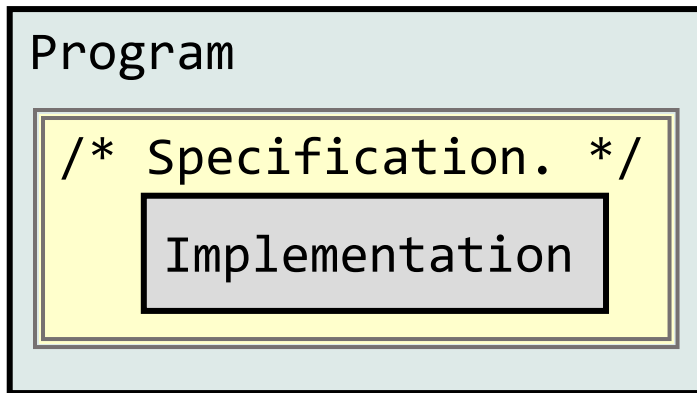 Program
/* Specification. */
Implementation